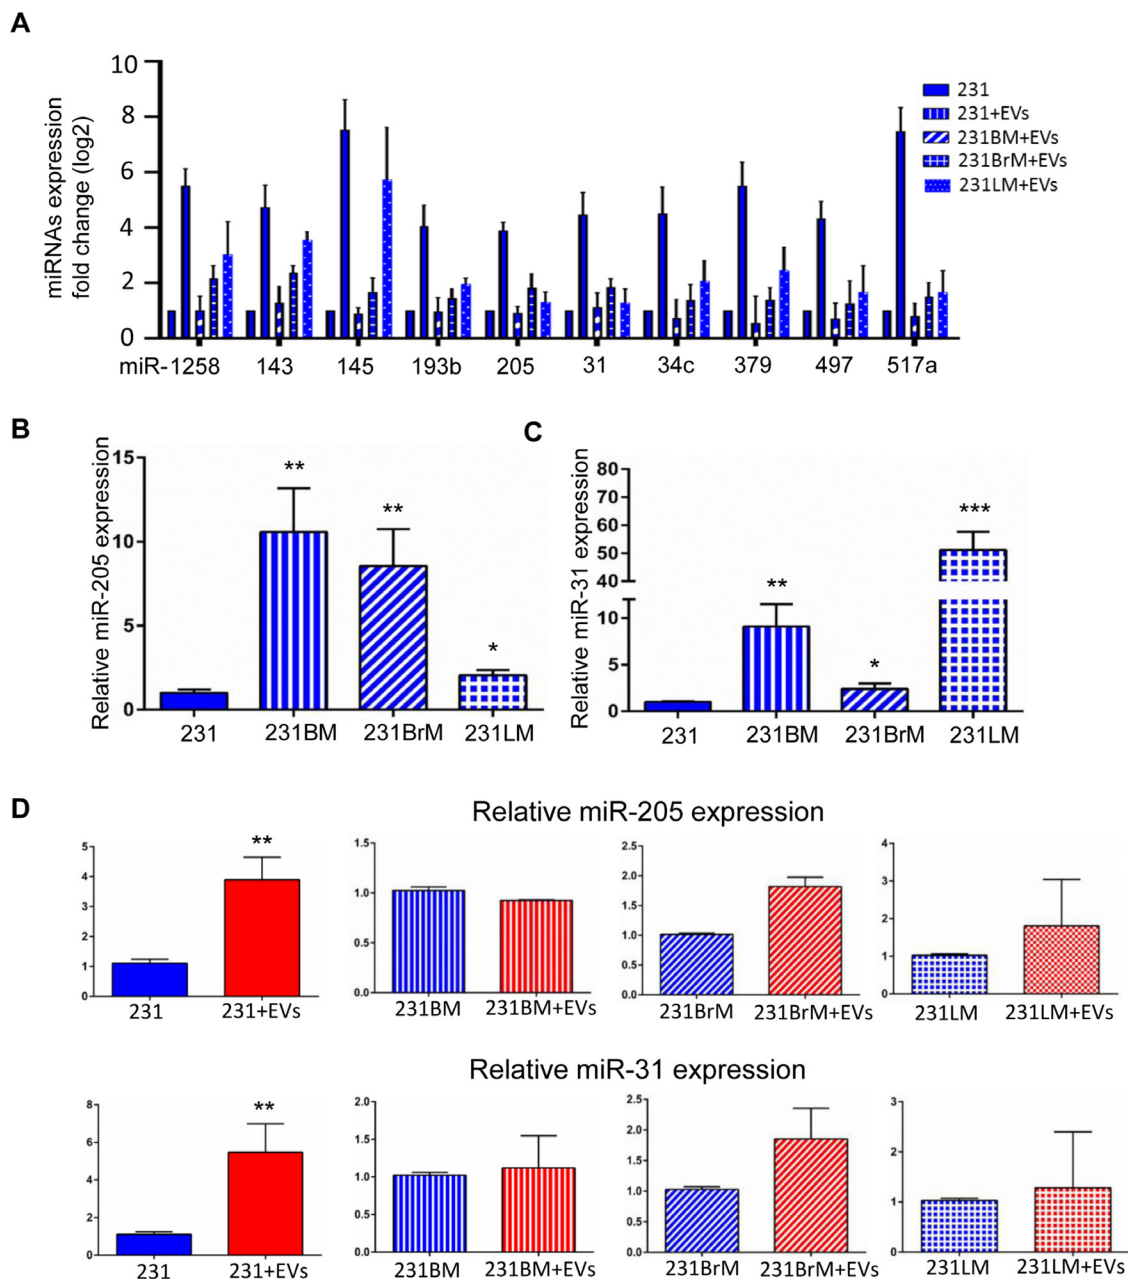 A
miRNAs expression
fold change (log2)
10
8
6
4
2
0
231
231+EVs
231BM+EVs
231BrM+EVs
231LM+EVs
miR-1258 143 145 193b 205 31 34c 379 497 517a
B
Relative miR-205 expression
15
10
5
0
**
**
*
231 231BM 231BrM 231LM
C
Relative miR-31 expression
80
70
60
50
40
10
5
0
**
*
***
231 231BM 231BrM 231LM
D
Relative miR-205 expression
5
4
3
2
1
0
**
231 231+EVs
1.5
1.0
0.5
0.0
231BM 231BM+EVs
2.5
2.0
1.5
1.0
0.5
0.0
231BrM 231BrM+EVs
4
3
2
1
0
231LM 231LM+EVs
Relative miR-31 expression
8
6
4
2
0
**
231 231+EVs
2.0
1.5
1.0
0.5
0.0
231BM 231BM+EVs
2.5
2.0
1.5
1.0
0.5
0.0
231BrM 231BrM+EVs
3
2
1
0
231LM 231LM+EVs